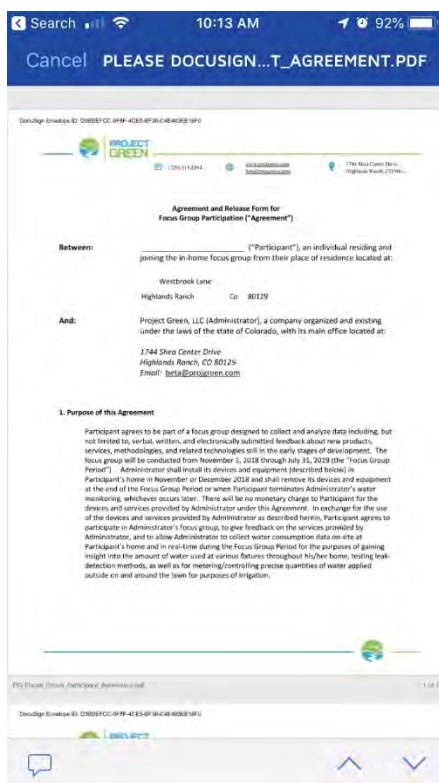 Search
10:13 AM
92%
Cancel PLEASE DOCUSIGN...T_AGREEMENT.PDF
DocuSign Envelope ID:
PROJECT
GREEN
1744 Shea Center Drive
Agreement and Release Form for
Focus Group Participation ("Agreement")
Between: ("Participant"), an individual residing and
joining the in-home focus group from their place of residence located at:
Westbrook Lane
Highlands Ranch Co 80129
And: Project Green, LLC (Administrator), a company organized and existing
under the laws of the state of Colorado, with its main office located at:
1744 Shea Center Drive
Highlands Ranch, CO 80129
Email: beta@projgreen.com
1. Purpose of this Agreement
Participant agrees to be part of a focus group designed to collect and analyze data including, but
not limited to, verbal, written, and electronically submitted feedback about new products,
services, methodologies, and related technologies still in the early stages of development. The
focus group will be conducted from November 1, 2018 through July 31, 2019 (the "Focus Group
Period"). Administrator shall install its devices and equipment (described below) in
Participant's home in November or December 2018 and shall remove its devices and equipment
at the end of the Focus Group Period or when Participant terminates Administrator's water
monitoring, whichever occurs later. There will be no monetary charge to Participant for the
devices and services provided by Administrator under this Agreement. In exchange for the use
of the devices and services provided by Administrator as described herein, Participant agrees to
participate in Administrator's focus group, to give feedback on the services provided by
Administrator, and to allow Administrator to collect water consumption data on-site at
Participant's home and in real-time during the Focus Group Period for the purposes of gaining
insight into the amount of water used at various fixtures throughout his/her home, testing leak-
detection methods, as well as for metering/controlling precise quantities of water applied
outside on and around the lawn for purposes of irrigation.
DocuSign Envelope ID:
PROJECT